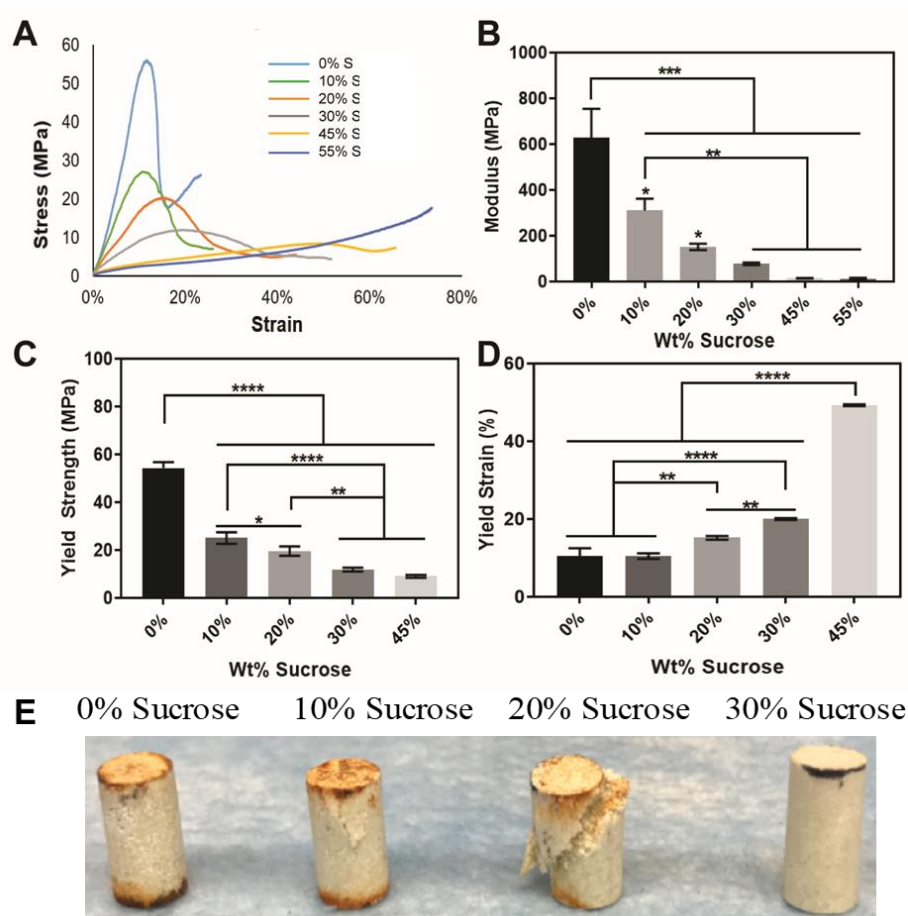 A
60
50
40
30
20
10
0
Stress (MPa)
0% S
10% S
20% S
30% S
45% S
55% S
0% 20% 40% 60% 80%
Strain
B
1000
800
600
400
200
0
Modulus (MPa)
***
**
*
*
0% 10% 20% 30% 45% 55%
Wt% Sucrose
C
100
80
60
40
20
0
Yield Strength (MPa)
****
****
**
*
0% 10% 20% 30% 45%
Wt% Sucrose
D
60
40
20
0
Yield Strain (%)
****
****
**
**
0% 10% 20% 30% 45%
Wt% Sucrose
E 0% Sucrose 10% Sucrose 20% Sucrose 30% Sucrose